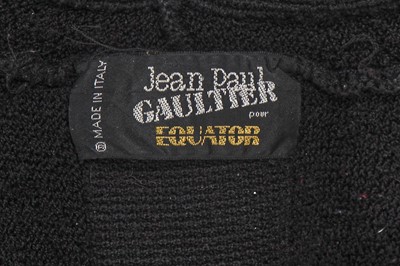 Jean Paul
GAULTIER
pour
EQUATOR
® MADE IN ITALY